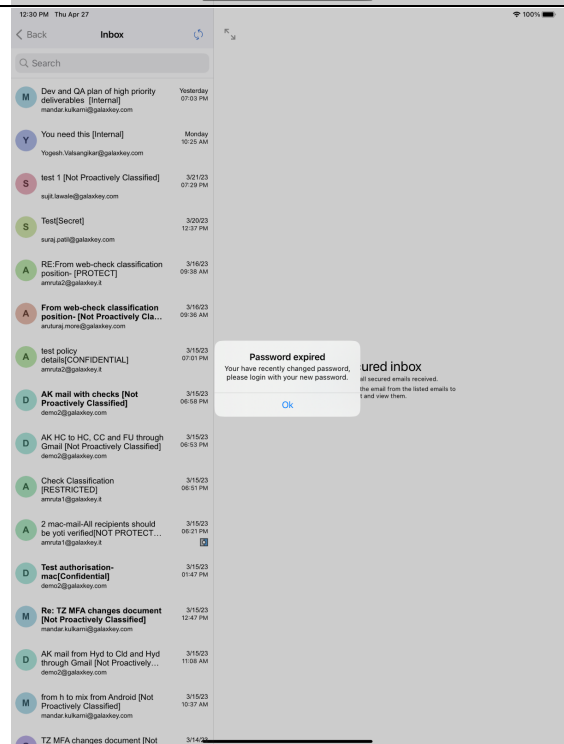 12:30 PM Thu Apr 27
100%
Back
Inbox
Search
M
Dev and QA plan of high priority
deliverables [Internal]
mandar.kulkarni@galaxkey.com
Yesterday
07:03 PM
Y
You need this [Internal]
Yogesh.Valsangikar@galaxkey.com
Monday
10:25 AM
S
test 1 [Not Proactively Classified]
sujit.lawale@galaxkey.com
3/21/23
07:29 PM
S
Test[Secret]
suraj.patil@galaxkey.com
3/20/23
12:37 PM
A
RE:From web-check classification
position- [PROTECT]
amruta2@galaxkey.it
3/16/23
09:38 AM
A
From web-check classification
position- [Not Proactively Cla...
aruturaj.more@galaxkey.com
3/16/23
09:36 AM
A
test policy
details[CONFIDENTIAL]
amruta2@galaxkey.it
3/15/23
07:01 PM
D
AK mail with checks [Not
Proactively Classified]
demo2@galaxkey.com
3/15/23
06:58 PM
D
AK HC to HC, CC and FU through
Gmail [Not Proactively Classified]
demo2@galaxkey.com
3/15/23
06:53 PM
A
Check Classification
[RESTRICTED]
amruta1@galaxkey.it
3/15/23
06:51 PM
A
2 mac-mail-All recipients should
be yoti verified[NOT PROTECT...
amruta1@galaxkey.it
3/15/23
06:21 PM
D
Test authorisation-
mac[Confidential]
demo2@galaxkey.com
3/15/23
01:47 PM
M
Re: TZ MFA changes document
[Not Proactively Classified]
mandar.kulkarni@galaxkey.com
3/15/23
12:47 PM
D
AK mail from Hyd to Cld and Hyd
through Gmail [Not Proactively...
demo2@galaxkey.com
3/15/23
11:08 AM
M
from h to mix from Android [Not
Proactively Classified]
mandar.kulkarni@galaxkey.com
3/15/23
10:37 AM
TZ MFA changes document [Not
3/14/23
Password expired
Your have recently changed password,
please login with your new password.
Ok
ured inbox
all secured emails received.
the email from the listed emails to
t and view them.